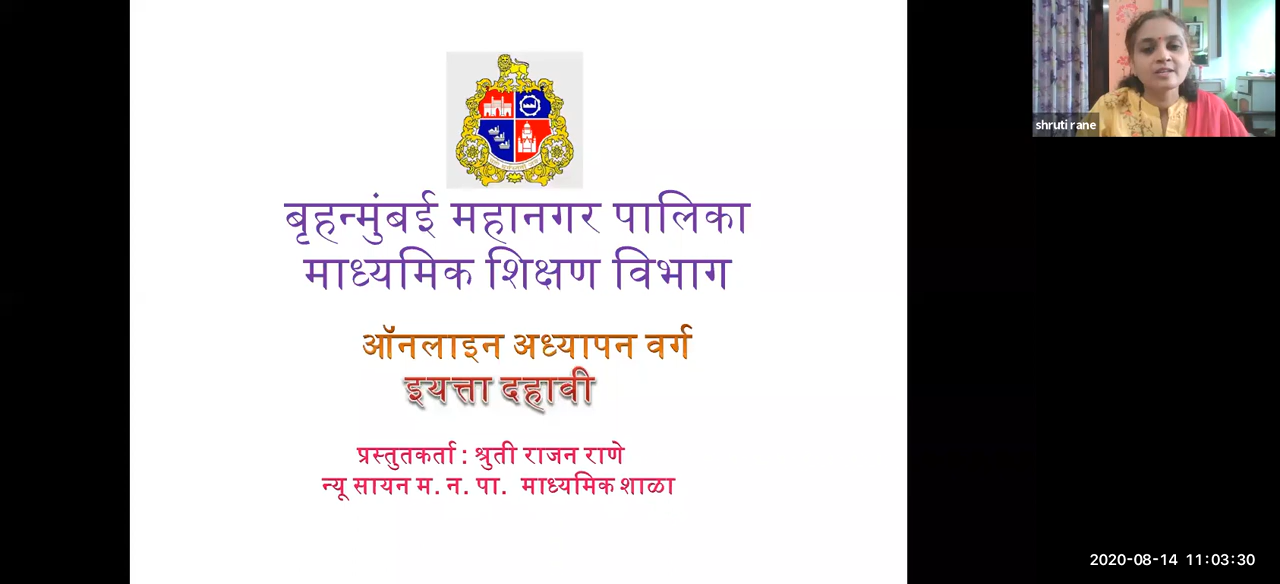 बृहन्मुंबई महानगर पालिका
माध्यमिक शिक्षण विभाग
ऑनलाइन अध्यापन वर्ग
इयत्ता दहावी
प्रस्तुतकर्ता : श्रुती राजन राणे
न्यू सायन म. न. पा. माध्यमिक शाळा
shruti rane
2020-08-14 11:03:30